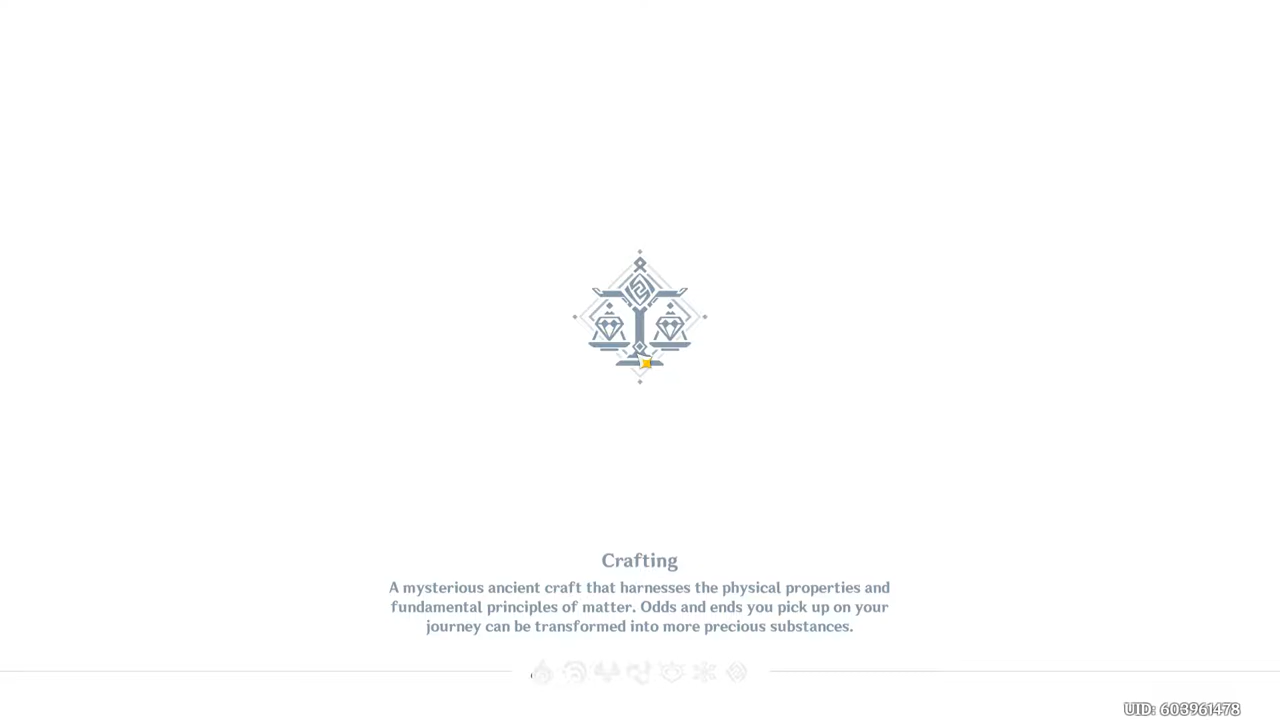 Crafting
A mysterious ancient craft that harnesses the physical properties and
fundamental principles of matter. Odds and ends you pick up on your
journey can be transformed into more precious substances.
UID: 603961478